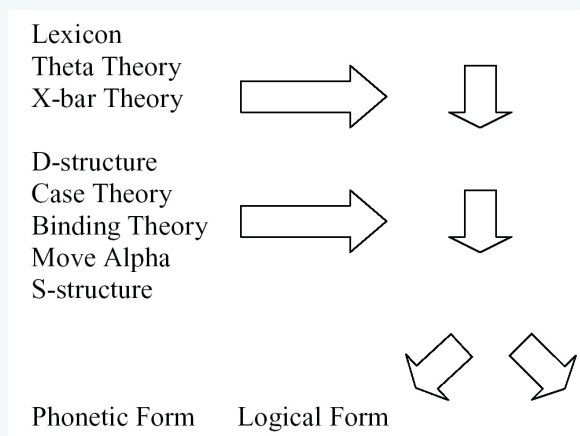 Lexicon
Theta Theory
X-bar Theory
D-structure
Case Theory
Binding Theory
Move Alpha
S-structure
Phonetic Form Logical Form